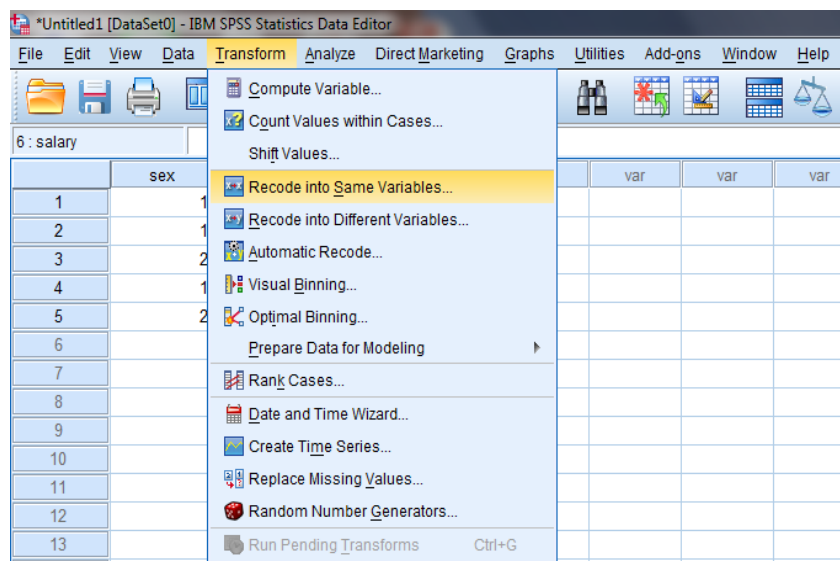 *Untitled1 [DataSet0] - IBM SPSS Statistics Data Editor
File Edit View Data Transform Analyze Direct Marketing Graphs Utilities Add-ons Window Help
6 : salary
sex var var var
1 1
2 1
3 2
4 1
5 2
6
7
8
9
10
11
12
13
Compute Variable...
Count Values within Cases...
Shift Values...
Recode into Same Variables...
Recode into Different Variables...
Automatic Recode...
Visual Binning...
Optimal Binning...
Prepare Data for Modeling
Rank Cases...
Date and Time Wizard...
Create Time Series...
Replace Missing Values...
Random Number Generators...
Run Pending Transforms Ctrl+G